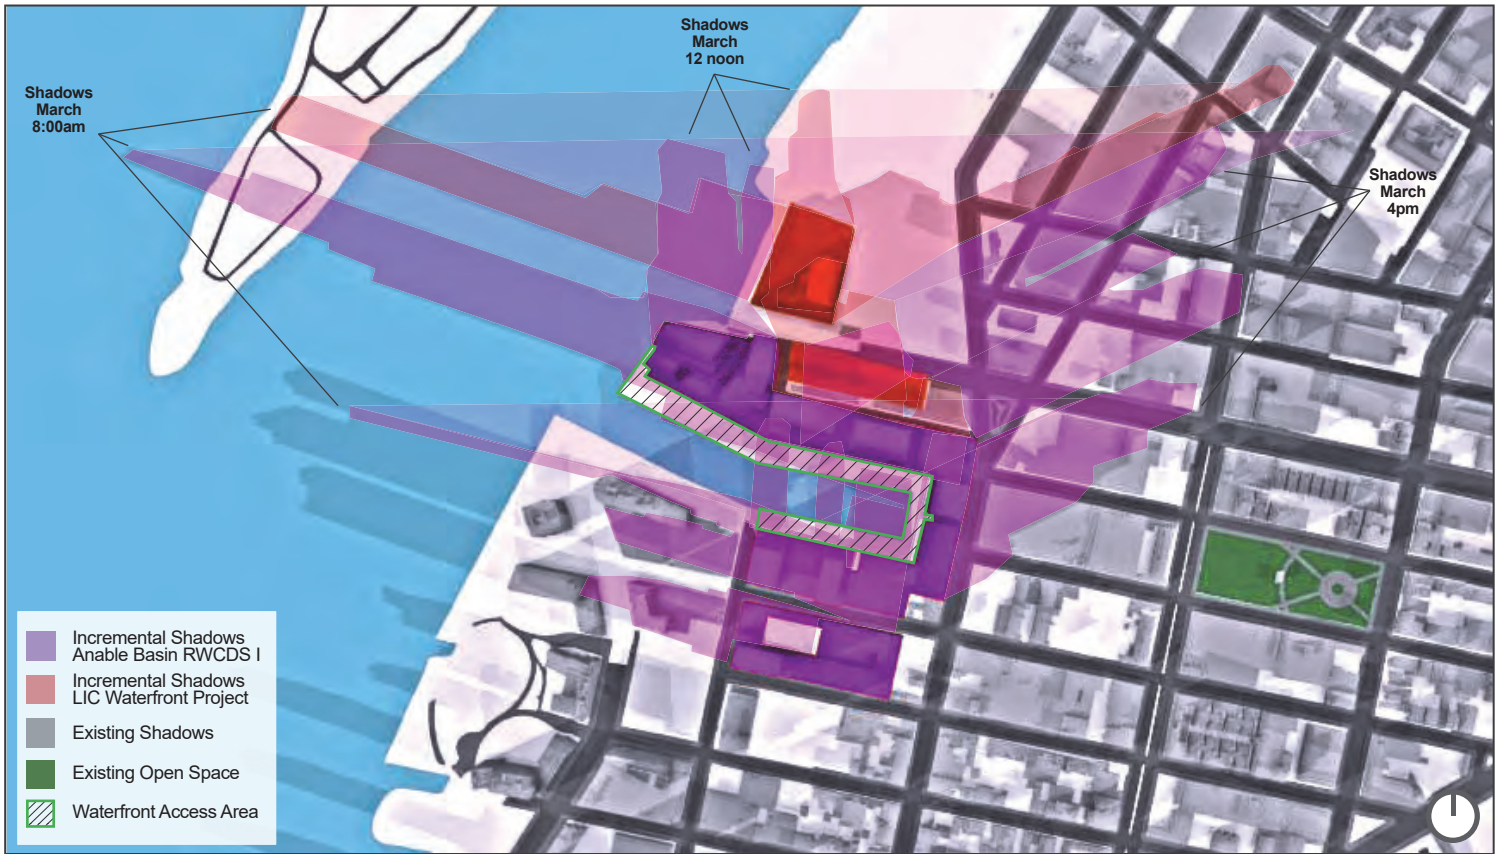 Shadows
March
12 noon
Shadows
March
8:00am
Shadows
March
4pm
Incremental Shadows
Anable Basin RWCDS I
Incremental Shadows
LIC Waterfront Project
Existing Shadows
Existing Open Space
Waterfront Access Area